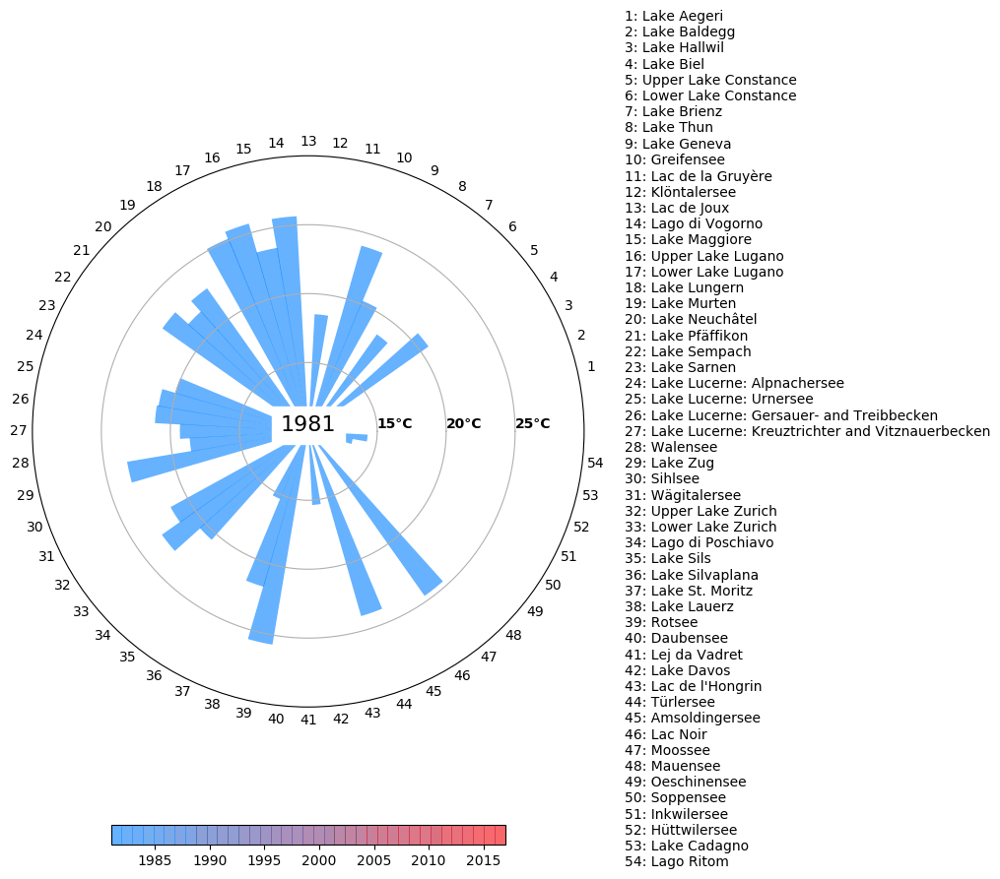 13
14
12
15
11
16
10
17
9
18
8
19
7
20
6
21
5
22
4
23
3
24
2
25
1
26
27
28
54
29
53
30
52
31
51
32
50
33
49
34
48
35
47
36
46
37
45
38
44
39
43
40
42
41
1981
15°C
20°C
25°C
1985
1990
1995
2000
2005
2010
2015
1: Lake Aegeri
2: Lake Baldegg
3: Lake Hallwil
4: Lake Biel
5: Upper Lake Constance
6: Lower Lake Constance
7: Lake Brienz
8: Lake Thun
9: Lake Geneva
10: Greifensee
11: Lac de la Gruyère
12: Klöntalersee
13: Lac de Joux
14: Lago di Vogorno
15: Lake Maggiore
16: Upper Lake Lugano
17: Lower Lake Lugano
18: Lake Lungern
19: Lake Murten
20: Lake Neuchâtel
21: Lake Pfäffikon
22: Lake Sempach
23: Lake Sarnen
24: Lake Lucerne: Alpnachersee
25: Lake Lucerne: Urnersee
26: Lake Lucerne: Gersauer- and Treibbecken
27: Lake Lucerne: Kreuztrichter and Vitznauerbecken
28: Walensee
29: Lake Zug
30: Sihlsee
31: Wägitalersee
32: Upper Lake Zurich
33: Lower Lake Zurich
34: Lago di Poschiavo
35: Lake Sils
36: Lake Silvaplana
37: Lake St. Moritz
38: Lake Lauerz
39: Rotsee
40: Daubensee
41: Lej da Vadret
42: Lake Davos
43: Lac de l'Hongrin
44: Türlersee
45: Amsoldingersee
46: Lac Noir
47: Moossee
48: Mauensee
49: Oeschinensee
50: Soppensee
51: Inkwilersee
52: Hüttwilersee
53: Lake Cadagno
54: Lago Ritom